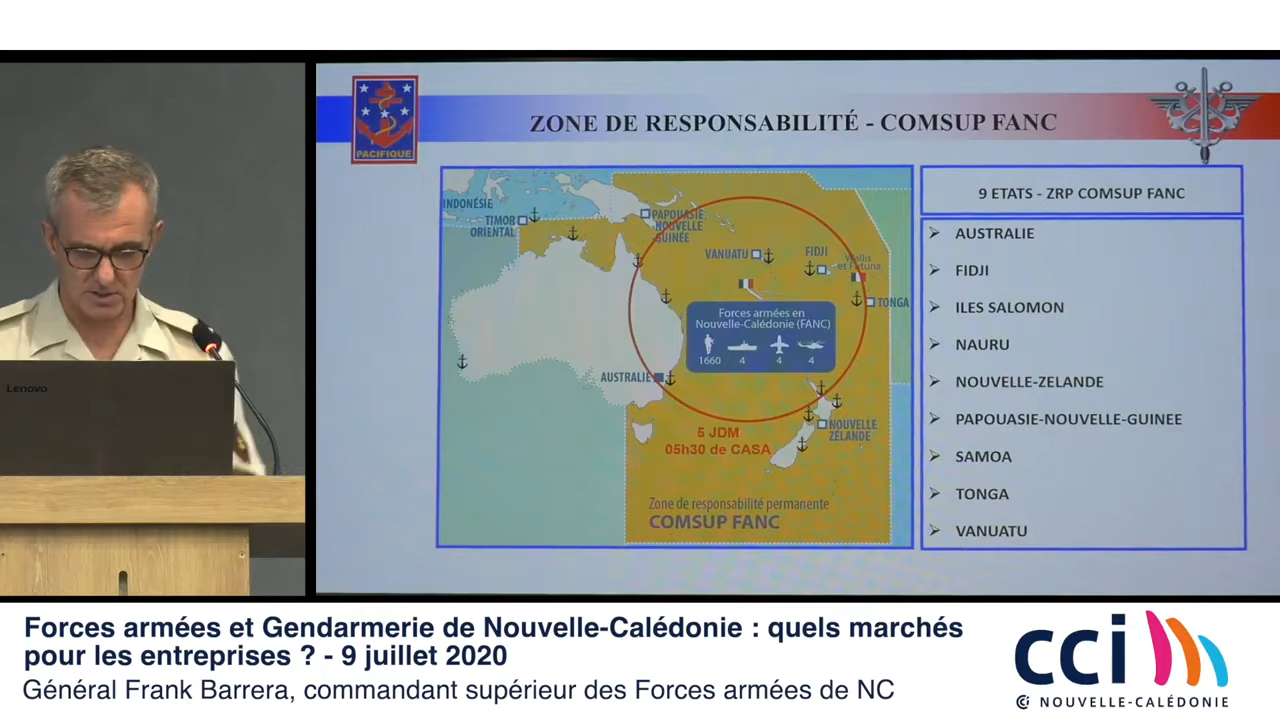 PACIFIQUE
ZONE DE RESPONSABILITÉ - COMSUP FANC
INDONÉSIE
TIMOR
ORIENTAL
PAPOUASIE
NOUVELLE
GUINÉE
VANUATU
FIDJI
Wallis
et Futuna
TONGA
Forces armées en
Nouvelle-Calédonie (FANC)
1660 4 4 4
AUSTRALIE
NOUVELLE
ZÉLANDE
5 JDM
05h30 de CASA
Zone de responsabilité permanente
COMSUP FANC
9 ETATS - ZRP COMSUP FANC
AUSTRALIE
FIDJI
ILES SALOMON
NAURU
NOUVELLE-ZELANDE
PAPOUASIE-NOUVELLE-GUINEE
SAMOA
TONGA
VANUATU
Lenovo
Forces armées et Gendarmerie de Nouvelle-Calédonie : quels marchés
pour les entreprises ? - 9 juillet 2020
Général Frank Barrera, commandant supérieur des Forces armées de NC
cci
NOUVELLE-CALÉDONIE